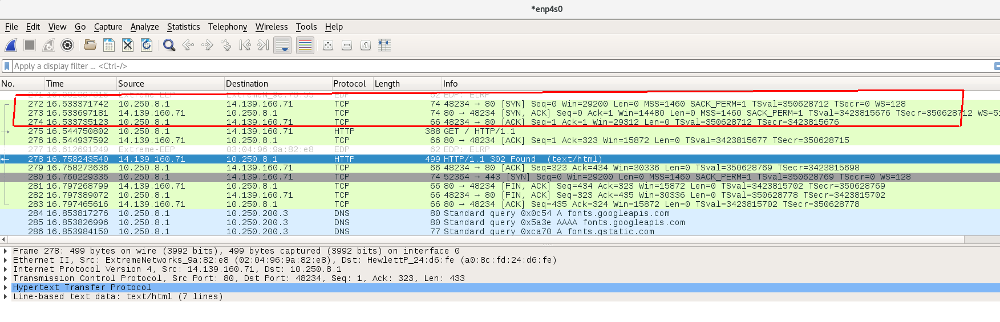 *enp4s0
File Edit View Go Capture Analyze Statistics Telephony Wireless Tools Help
Apply a display filter ... <Ctrl-/>
No. Time Source Destination Protocol Length Info
271 16.081397315 Extreme-EEP ExtremeN_9e:78:55 EDP 62 EDP: ELRP
272 16.533371742 10.250.8.1 14.139.160.71 TCP 74 48234 → 80 [SYN] Seq=0 Win=29200 Len=0 MSS=1460 SACK_PERM=1 TSval=350628712 TSecr=0 WS=128
273 16.533697181 14.139.160.71 10.250.8.1 TCP 74 80 → 48234 [SYN, ACK] Seq=0 Ack=1 Win=14480 Len=0 MSS=1460 SACK_PERM=1 TSval=3423815676 TSecr=350628712 WS=51
274 16.533735123 10.250.8.1 14.139.160.71 TCP 66 48234 → 80 [ACK] Seq=1 Ack=1 Win=29312 Len=0 TSval=350628712 TSecr=3423815676
275 16.544750802 10.250.8.1 14.139.160.71 HTTP 388 GET / HTTP/1.1
276 16.544937592 14.139.160.71 10.250.8.1 TCP 66 80 → 48234 [ACK] Seq=1 Ack=323 Win=15872 Len=0 TSval=3423815677 TSecr=350628715
277 16.612691249 Extreme-EEP 03:04:96:9a:82:e8 EDP 62 EDP: ELRP
278 16.758243540 14.139.160.71 10.250.8.1 HTTP 499 HTTP/1.1 302 Found (text/html)
279 16.758273636 10.250.8.1 14.139.160.71 TCP 66 48234 → 80 [ACK] Seq=323 Ack=434 Win=30336 Len=0 TSval=350628769 TSecr=3423815698
280 16.760229335 10.250.8.1 14.139.160.71 TCP 74 52364 → 443 [SYN] Seq=0 Win=29200 Len=0 MSS=1460 SACK_PERM=1 TSval=350628769 TSecr=0 WS=128
281 16.797268799 14.139.160.71 10.250.8.1 TCP 66 80 → 48234 [FIN, ACK] Seq=434 Ack=323 Win=15872 Len=0 TSval=3423815702 TSecr=350628769
282 16.797389072 10.250.8.1 14.139.160.71 TCP 66 48234 → 80 [FIN, ACK] Seq=323 Ack=435 Win=30336 Len=0 TSval=350628778 TSecr=3423815702
283 16.797465616 14.139.160.71 10.250.8.1 TCP 66 80 → 48234 [ACK] Seq=435 Ack=324 Win=15872 Len=0 TSval=3423815702 TSecr=350628778
284 16.853817276 10.250.8.1 10.250.200.3 DNS 80 Standard query 0x0c54 A fonts.googleapis.com
285 16.853826996 10.250.8.1 10.250.200.3 DNS 80 Standard query 0x5a3e AAAA fonts.googleapis.com
286 16.853984150 10.250.8.1 10.250.200.3 DNS 77 Standard query 0xca70 A fonts.gstatic.com
Frame 278: 499 bytes on wire (3992 bits), 499 bytes captured (3992 bits) on interface 0
Ethernet II, Src: ExtremeNetworks_9a:82:e8 (02:04:96:9a:82:e8), Dst: HewlettP_24:d6:fe (a0:8c:fd:24:d6:fe)
Internet Protocol Version 4, Src: 14.139.160.71, Dst: 10.250.8.1
Transmission Control Protocol, Src Port: 80, Dst Port: 48234, Seq: 1, Ack: 323, Len: 433
Hypertext Transfer Protocol
Line-based text data: text/html (7 lines)